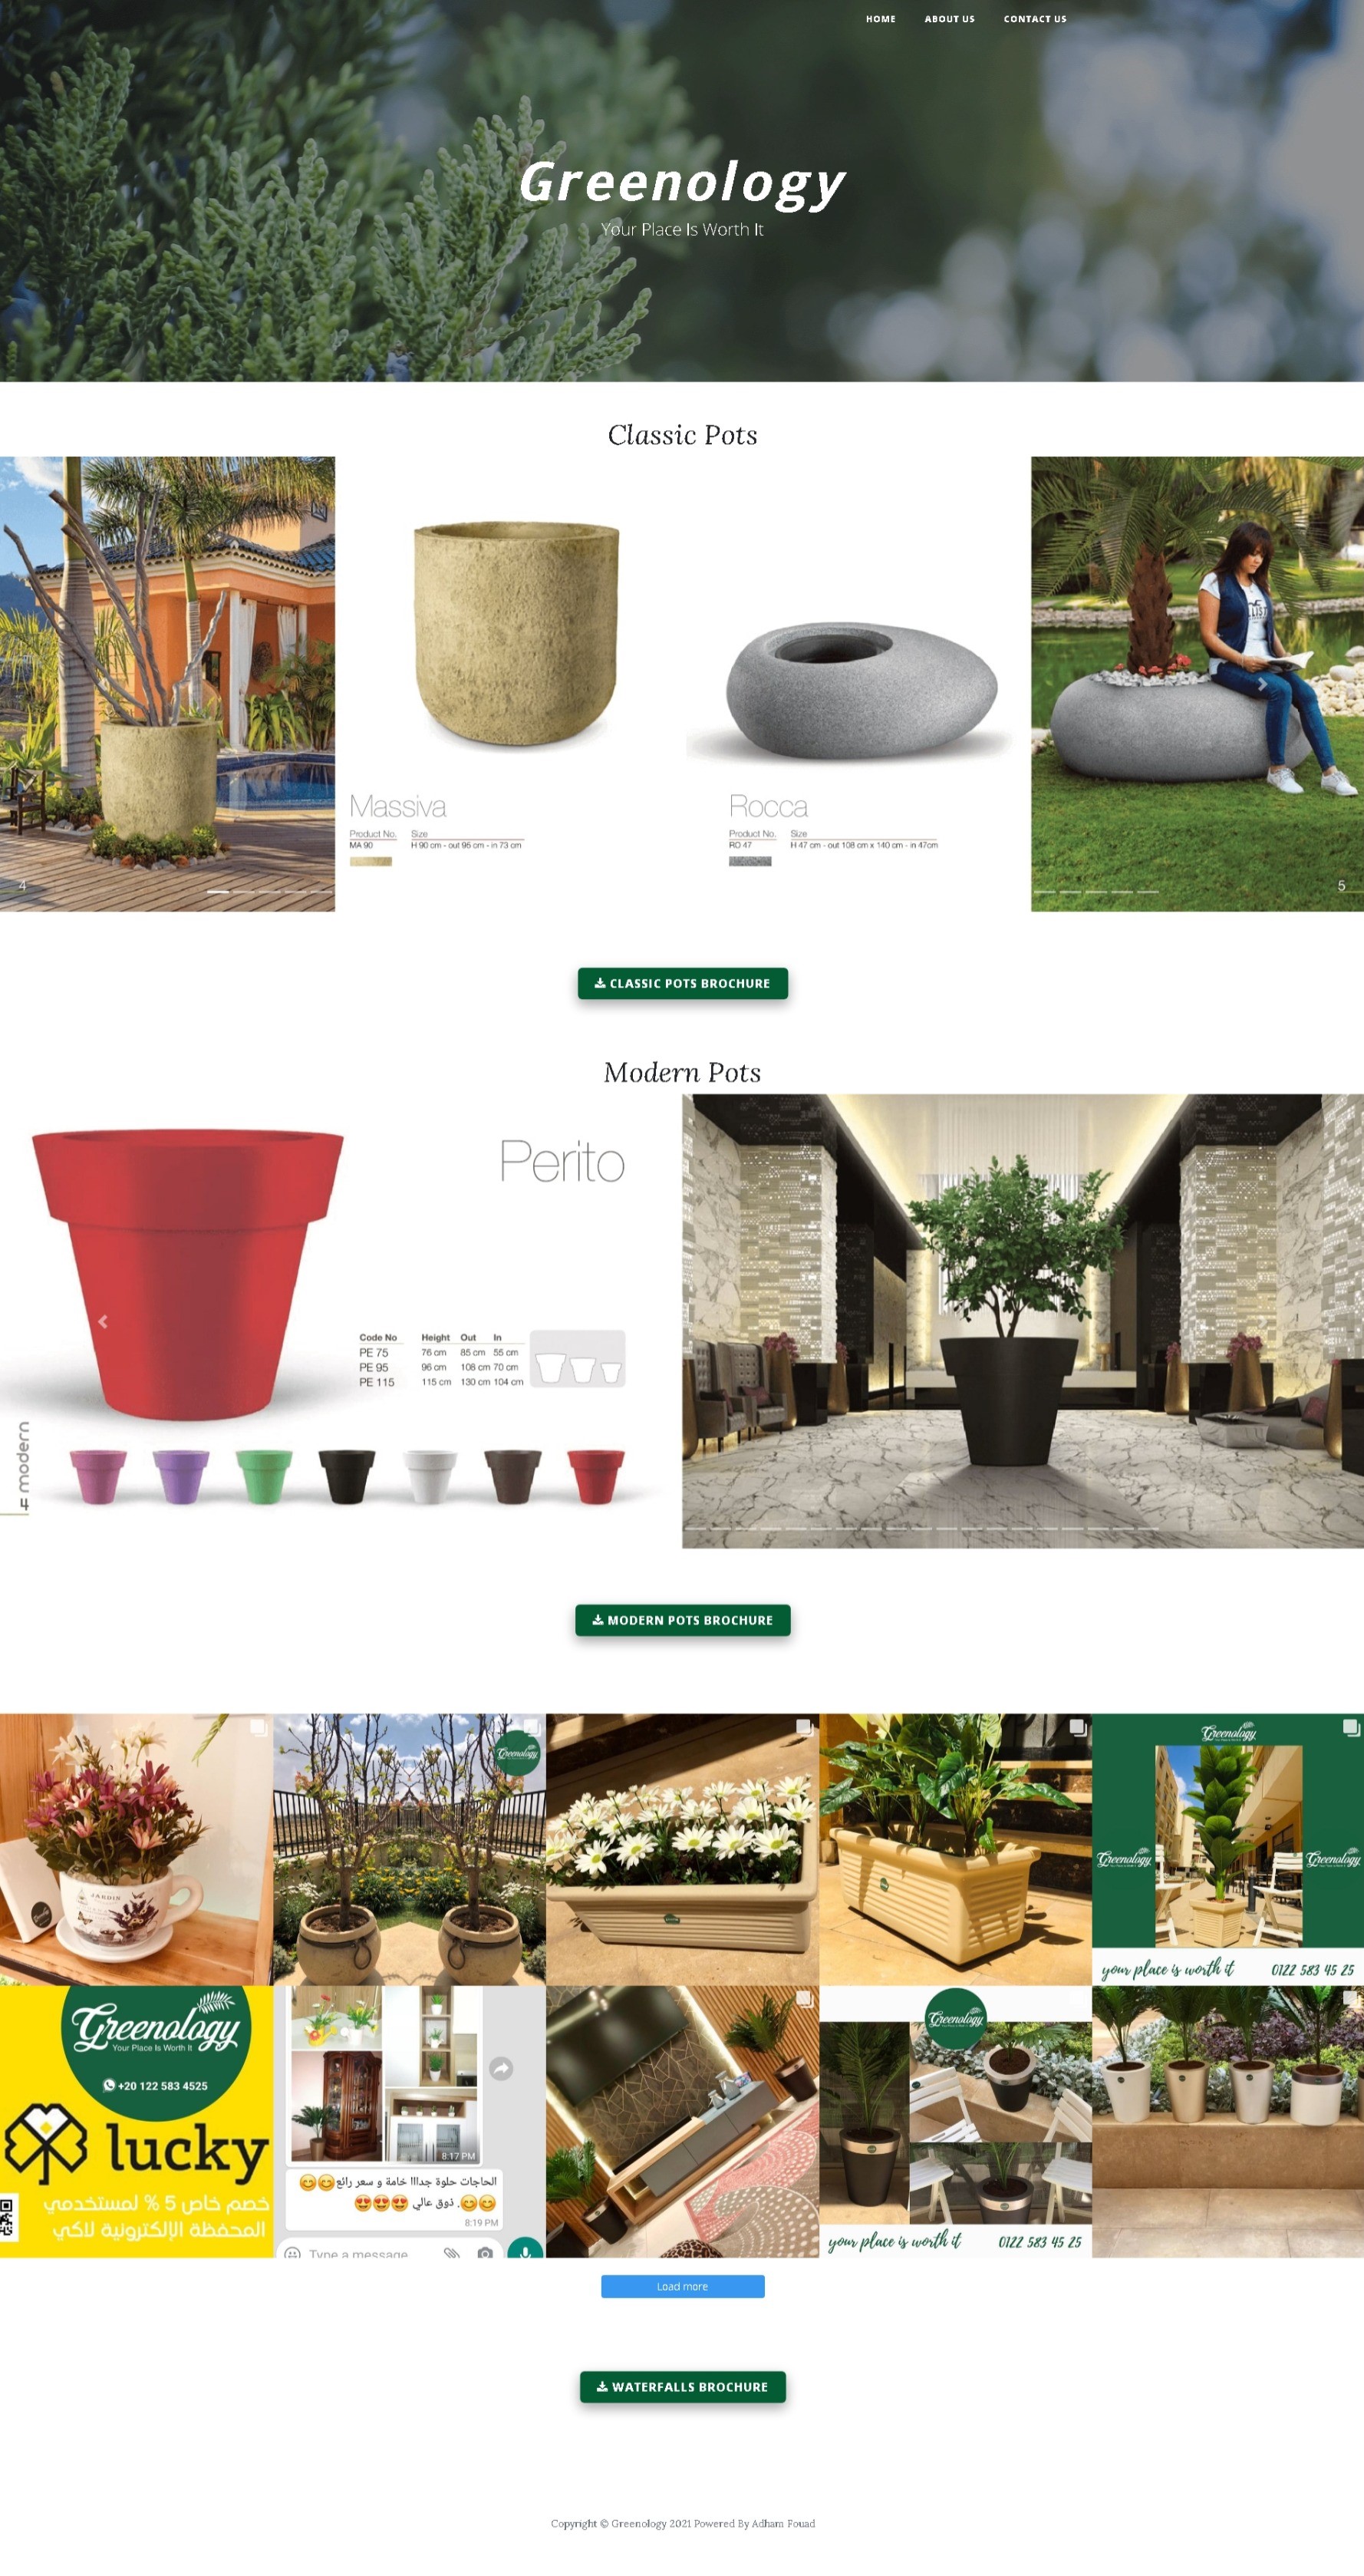 HOME ABOUT US CONTACT US
Greenology
Your Place Is Worth It
Classic Pots
Massiva
Product No. Size
MA 90 H 90 cm - out 95 cm - in 73 cm
Rocca
Product No. Size
RO 47 H 47 cm - out 108 cm x 140 cm - in 47cm
4
5
CLASSIC POTS BROCHURE
Modern Pots
Perito
Code No Height Out In
PE 75 76 cm 85 cm 55 cm
PE 95 96 cm 108 cm 70 cm
PE 115 115 cm 130 cm 104 cm
modern
MODERN POTS BROCHURE
JARDIN
Greenology
Greenology
Greenology
Greenology
your place is worth it 0122 583 45 25
Greenology
Your Place Is Worth It
+20 122 583 4525
lucky
خصم خاص 5 % لمستخدمي
المحفظة الإلكترونية لاكي
8:17 PM
الحاجات حلوة جدااا خامة و سعر رائع😊😊
😊😊. ذوق عالي 😍😍😍
8:19 PM
Type a message
Greenology
your place is worth it 0122 583 45 25
Load more
WATERFALLS BROCHURE
Copyright © Greenology 2021 Powered By Adham Fouad